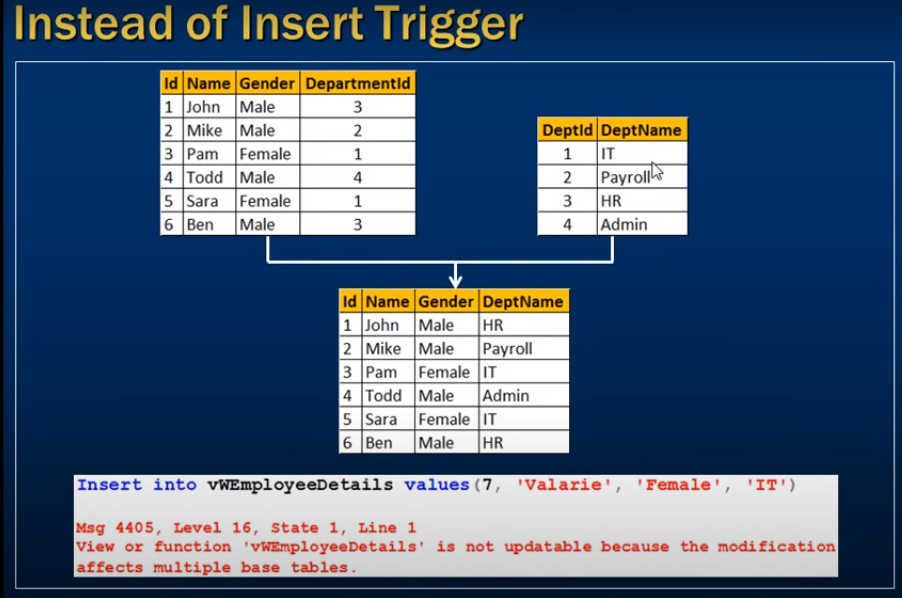 Instead of Insert Trigger
Id Name Gender DepartmentId
1 John Male 3
2 Mike Male 2
3 Pam Female 1
4 Todd Male 4
5 Sara Female 1
6 Ben Male 3
DeptId DeptName
1 IT
2 Payroll
3 HR
4 Admin
Id Name Gender DeptName
1 John Male HR
2 Mike Male Payroll
3 Pam Female IT
4 Todd Male Admin
5 Sara Female IT
6 Ben Male HR
Insert into vWEmployeeDetails values(7, 'Valarie', 'Female', 'IT')
Msg 4405, Level 16, State 1, Line 1
View or function 'vWEmployeeDetails' is not updatable because the modification
affects multiple base tables.